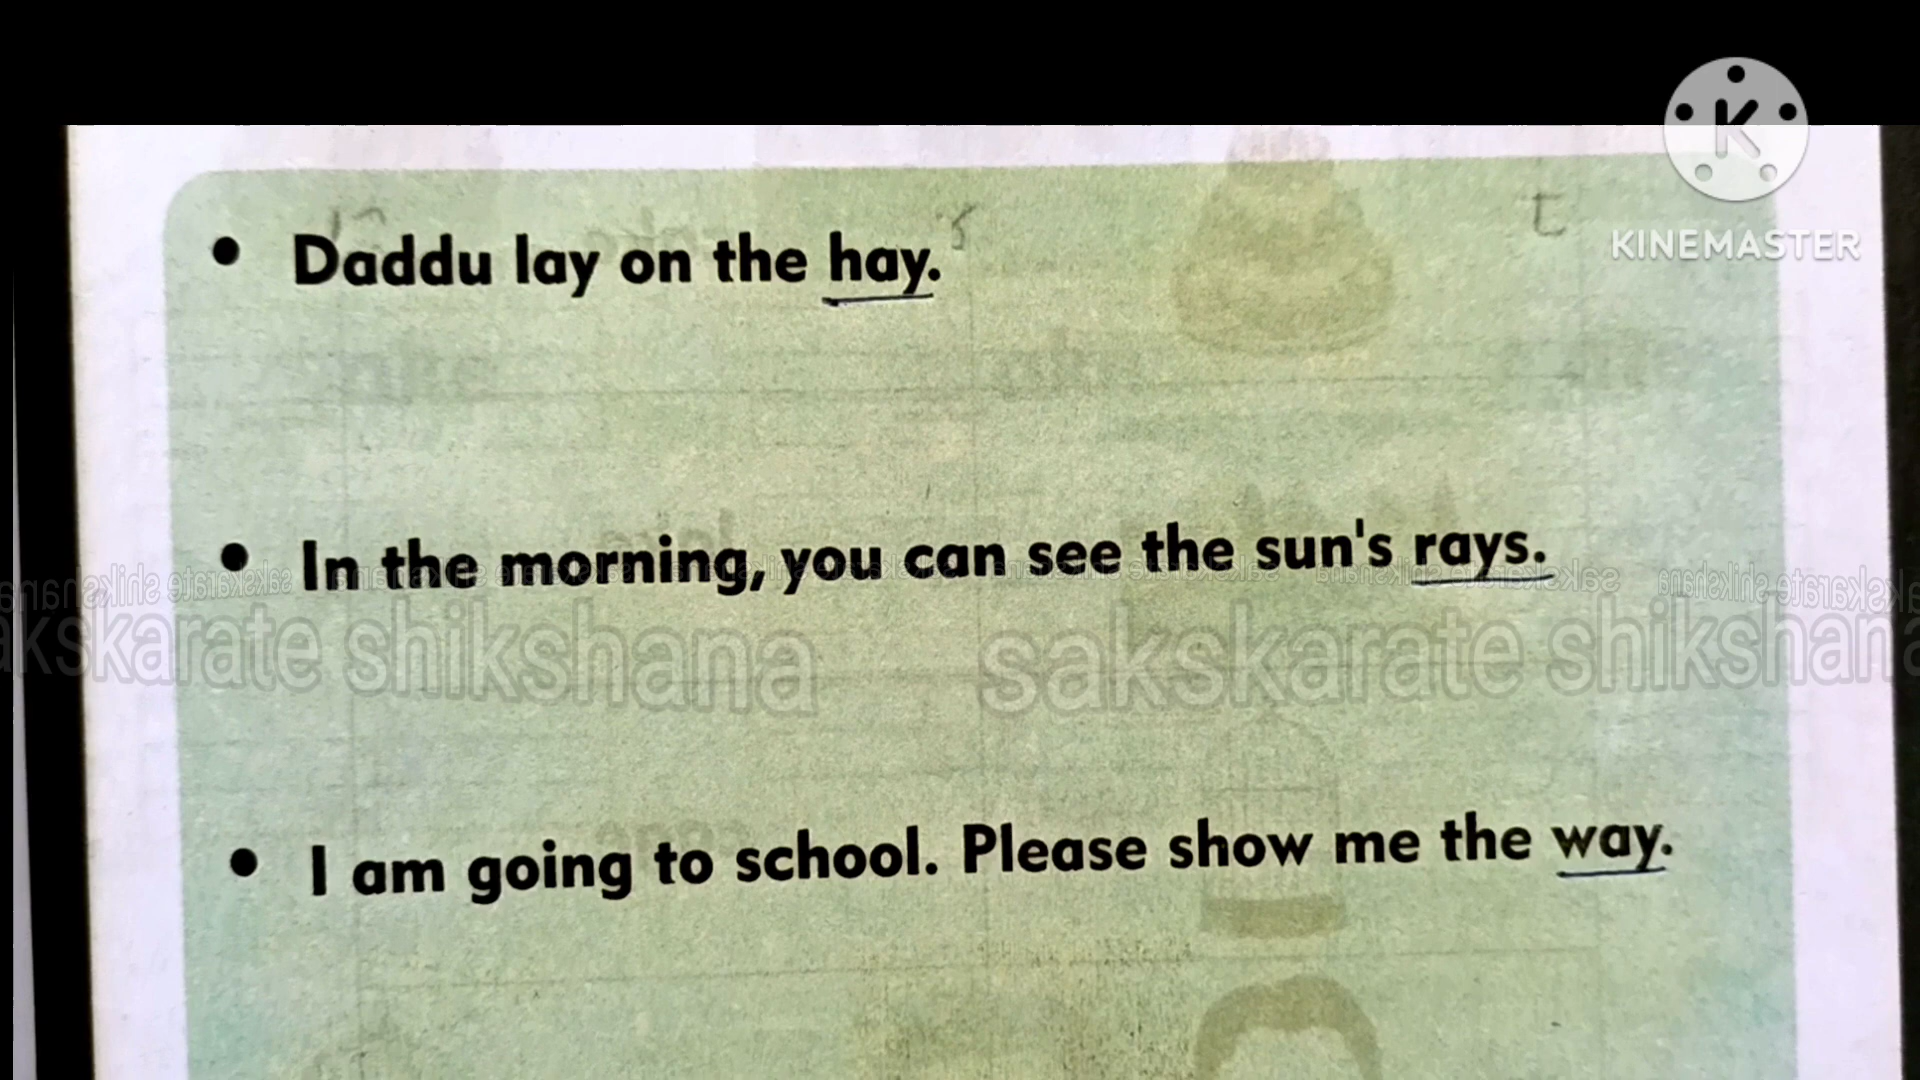 KINEMASTER
• Daddu lay on the hay.
• In the morning, you can see the sun's rays.
sakskarate shikshana sakskarate shikshana
• I am going to school. Please show me the way.